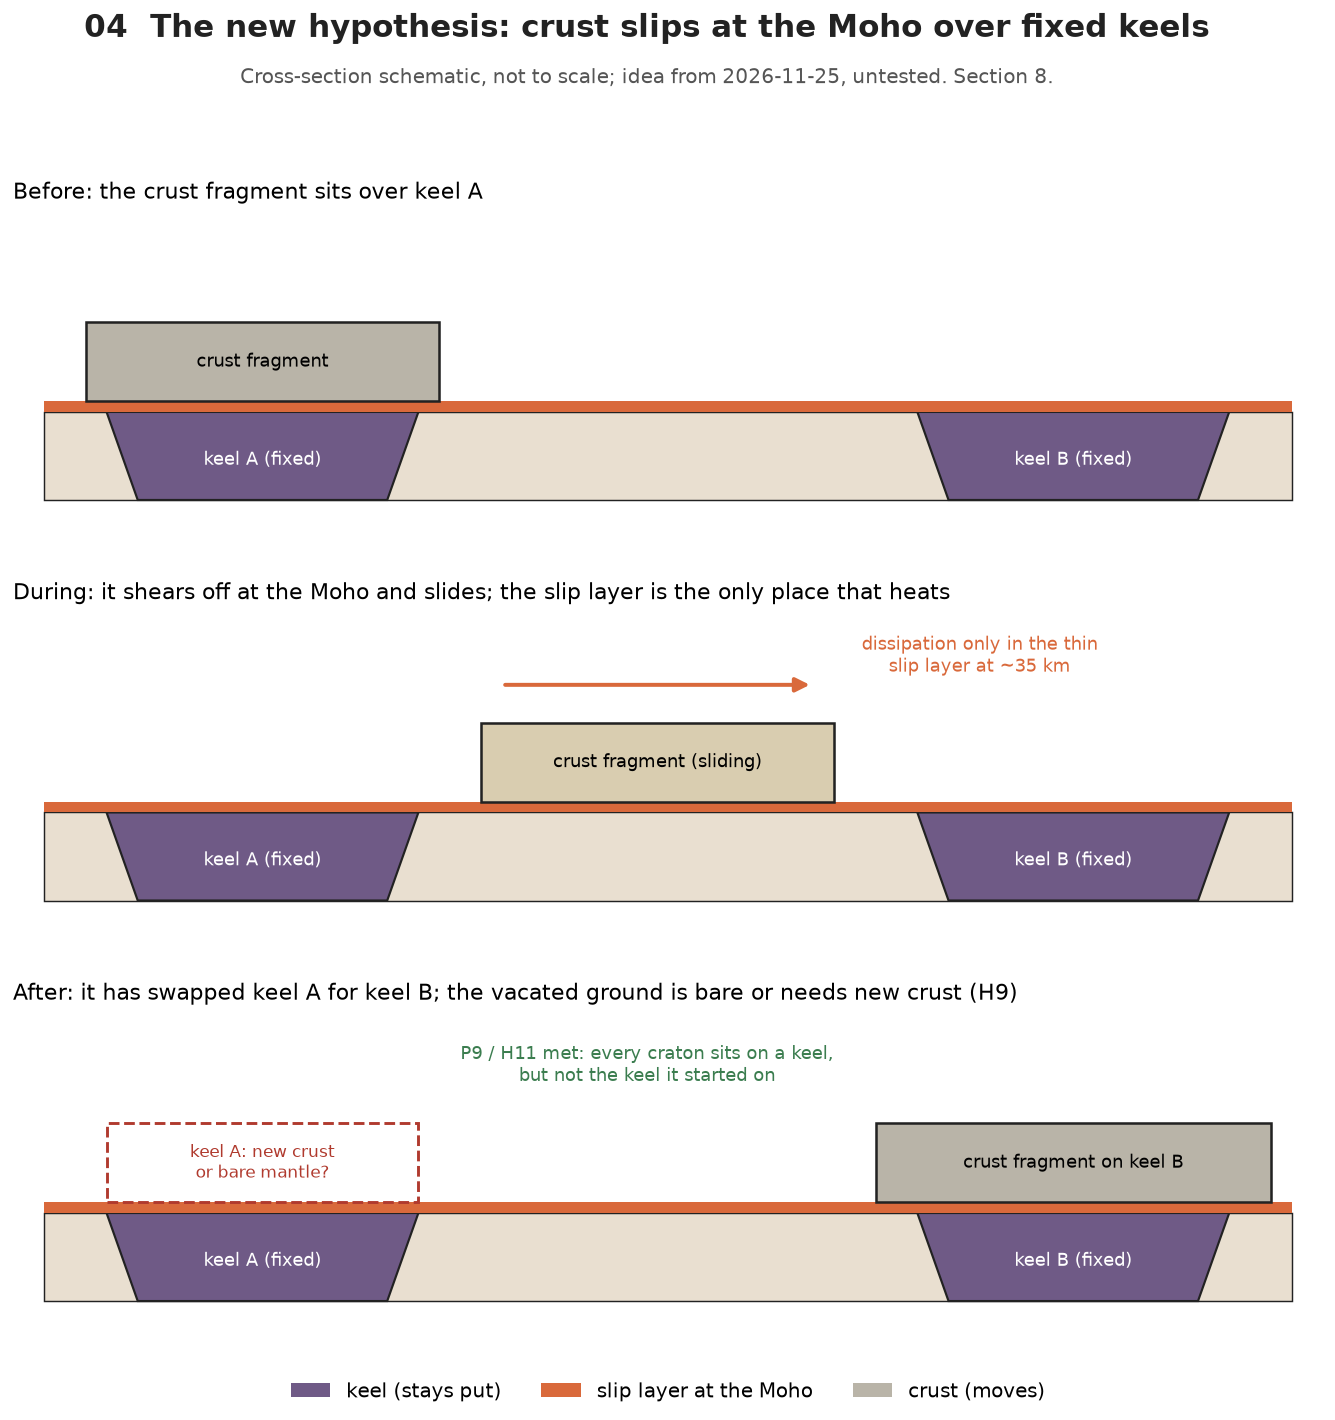 04  The new hypothesis: crust slips at the Moho over fixed keels
Cross-section schematic, not to scale; idea from 2026-11-25, untested. Section 8.
Before: the crust fragment sits over keel A
crust fragment
keel A (fixed)
keel B (fixed)
During: it shears off at the Moho and slides; the slip layer is the only place that heats
dissipation only in the thin
slip layer at ~35 km
crust fragment (sliding)
keel A (fixed)
keel B (fixed)
After: it has swapped keel A for keel B; the vacated ground is bare or needs new crust (H9)
P9 / H11 met: every craton sits on a keel,
but not the keel it started on
keel A: new crust
or bare mantle?
crust fragment on keel B
keel A (fixed)
keel B (fixed)
keel (stays put)
slip layer at the Moho
crust (moves)